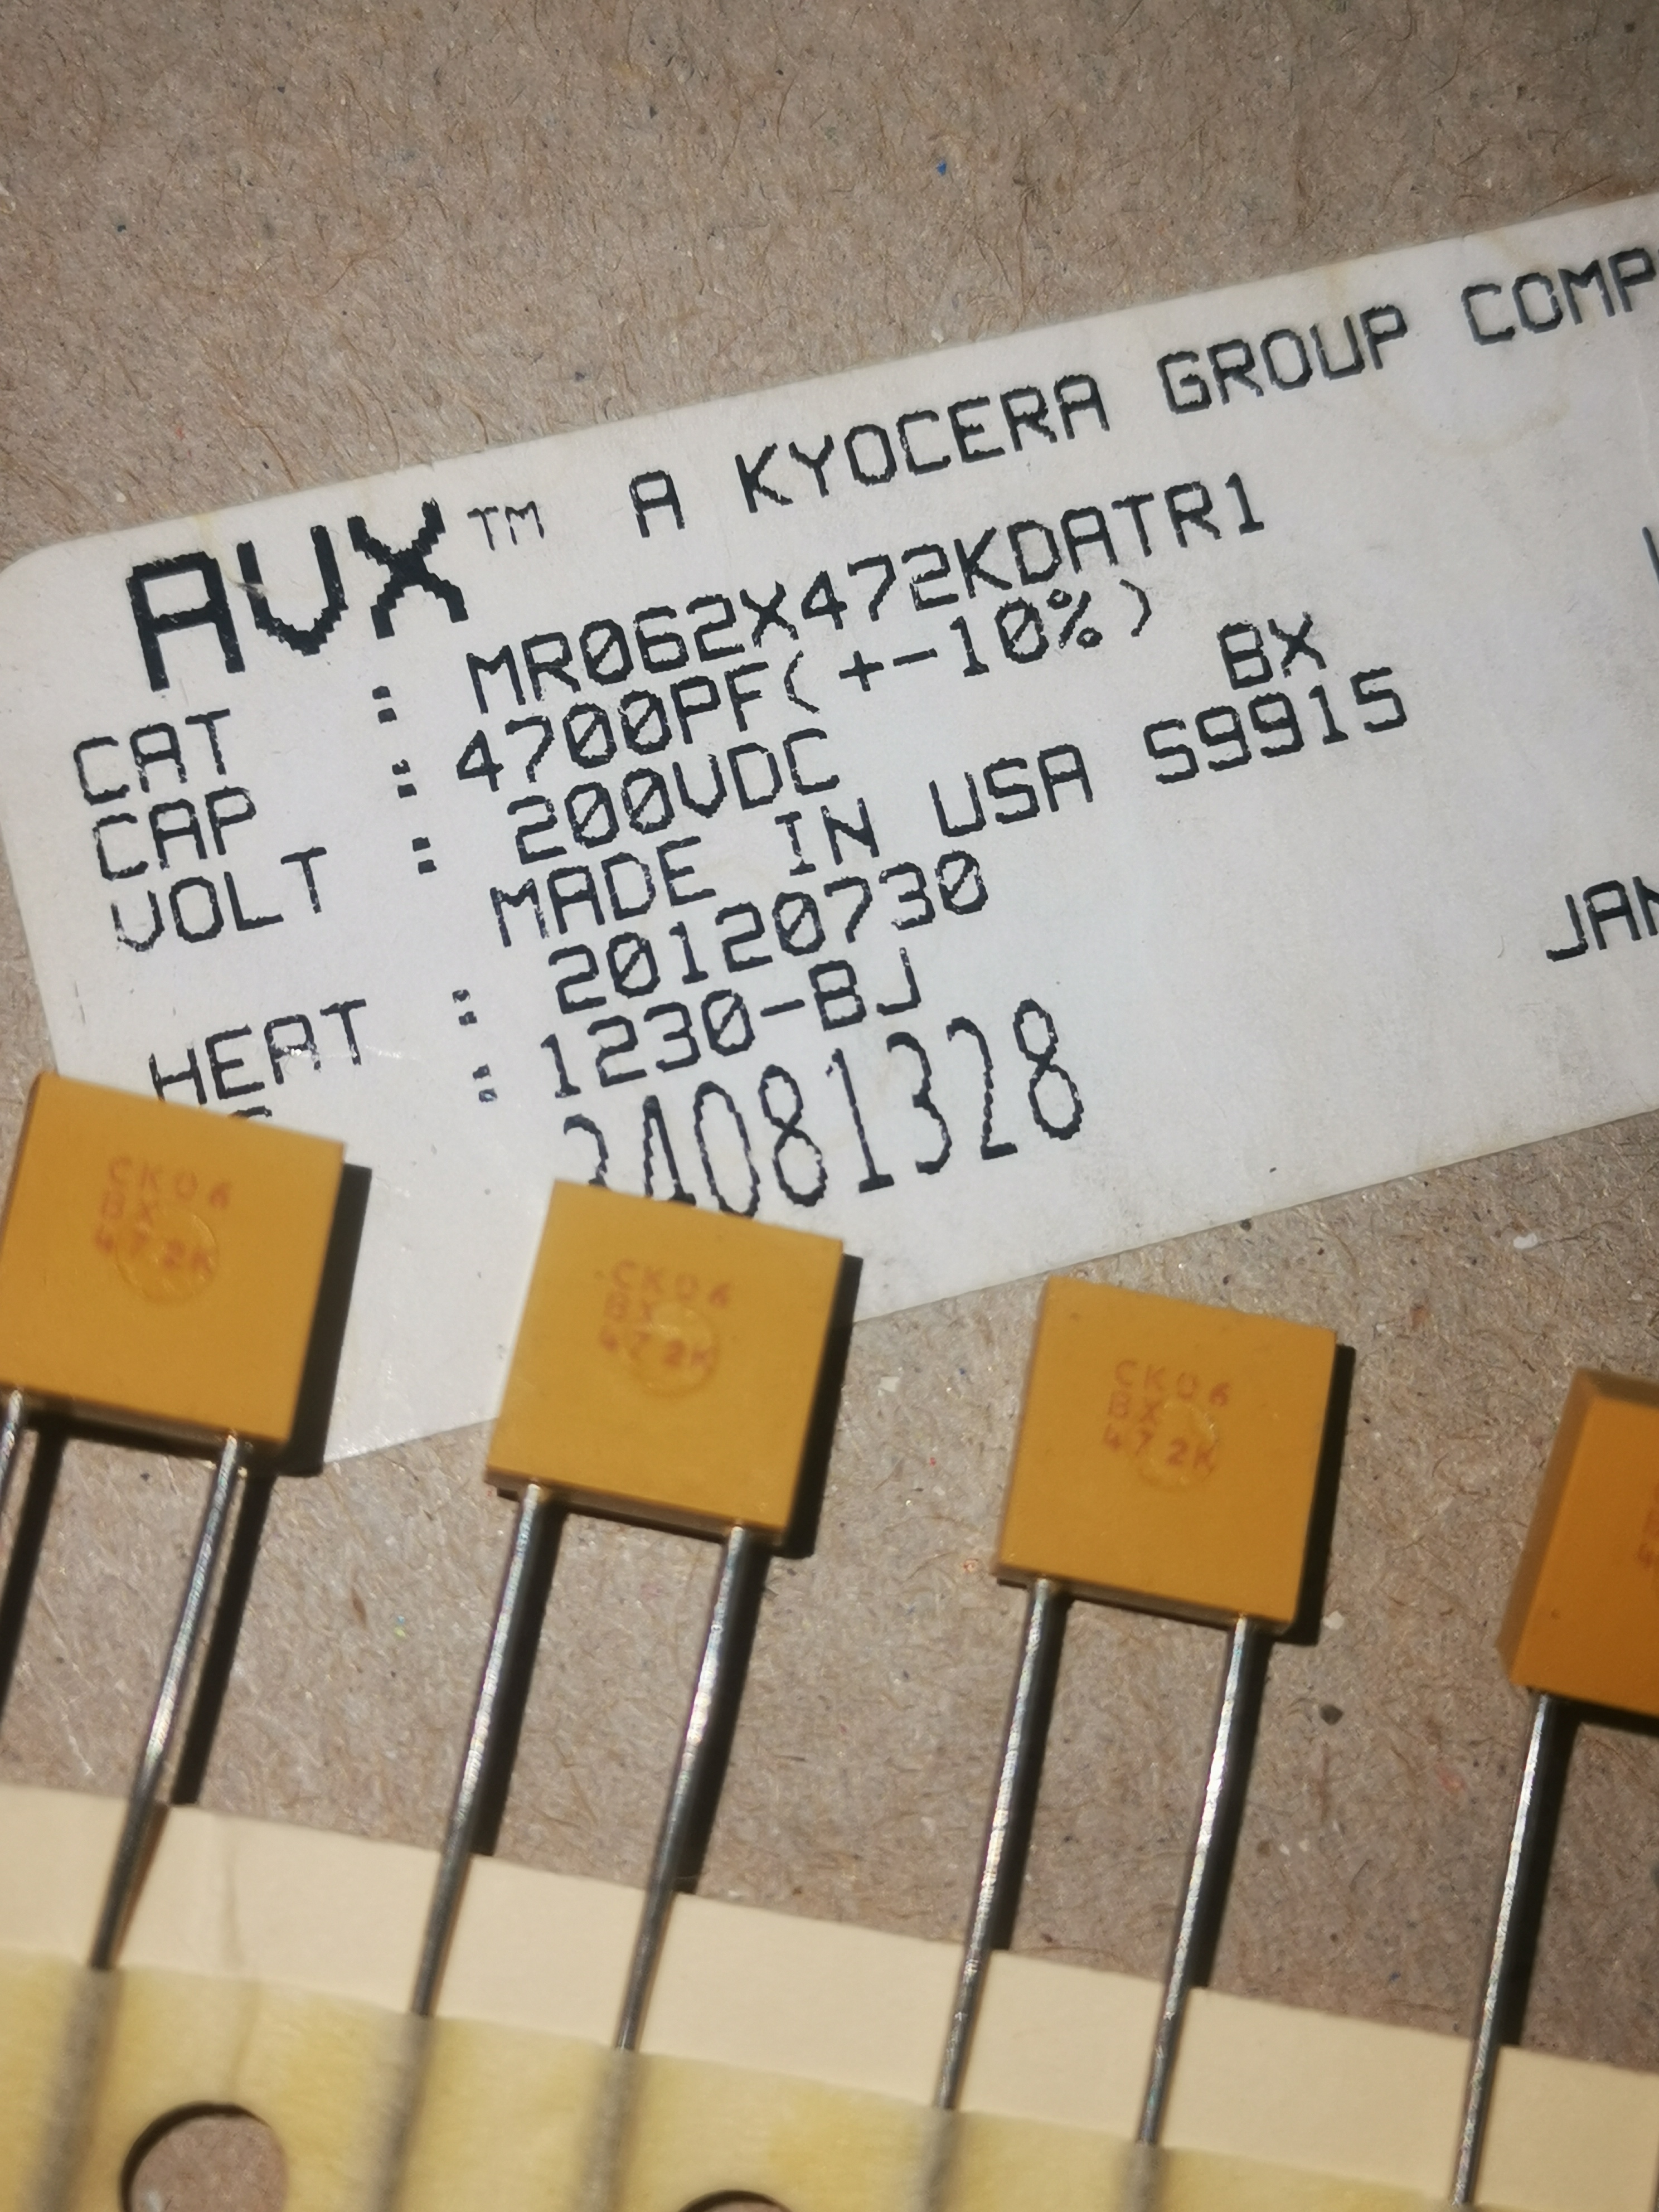 AVX™ A KYOCERA GROUP COMP
CAT : MR062X472KDATR1
CAP : 4700PF(+-10%)
VOLT : 200VDC BX
MADE IN USA S9915
HEAT : 20120730
: 1230-BJ
JAN
4081328
CK06
BX
472K
CK06
BX
472K
CK06
BX
472K